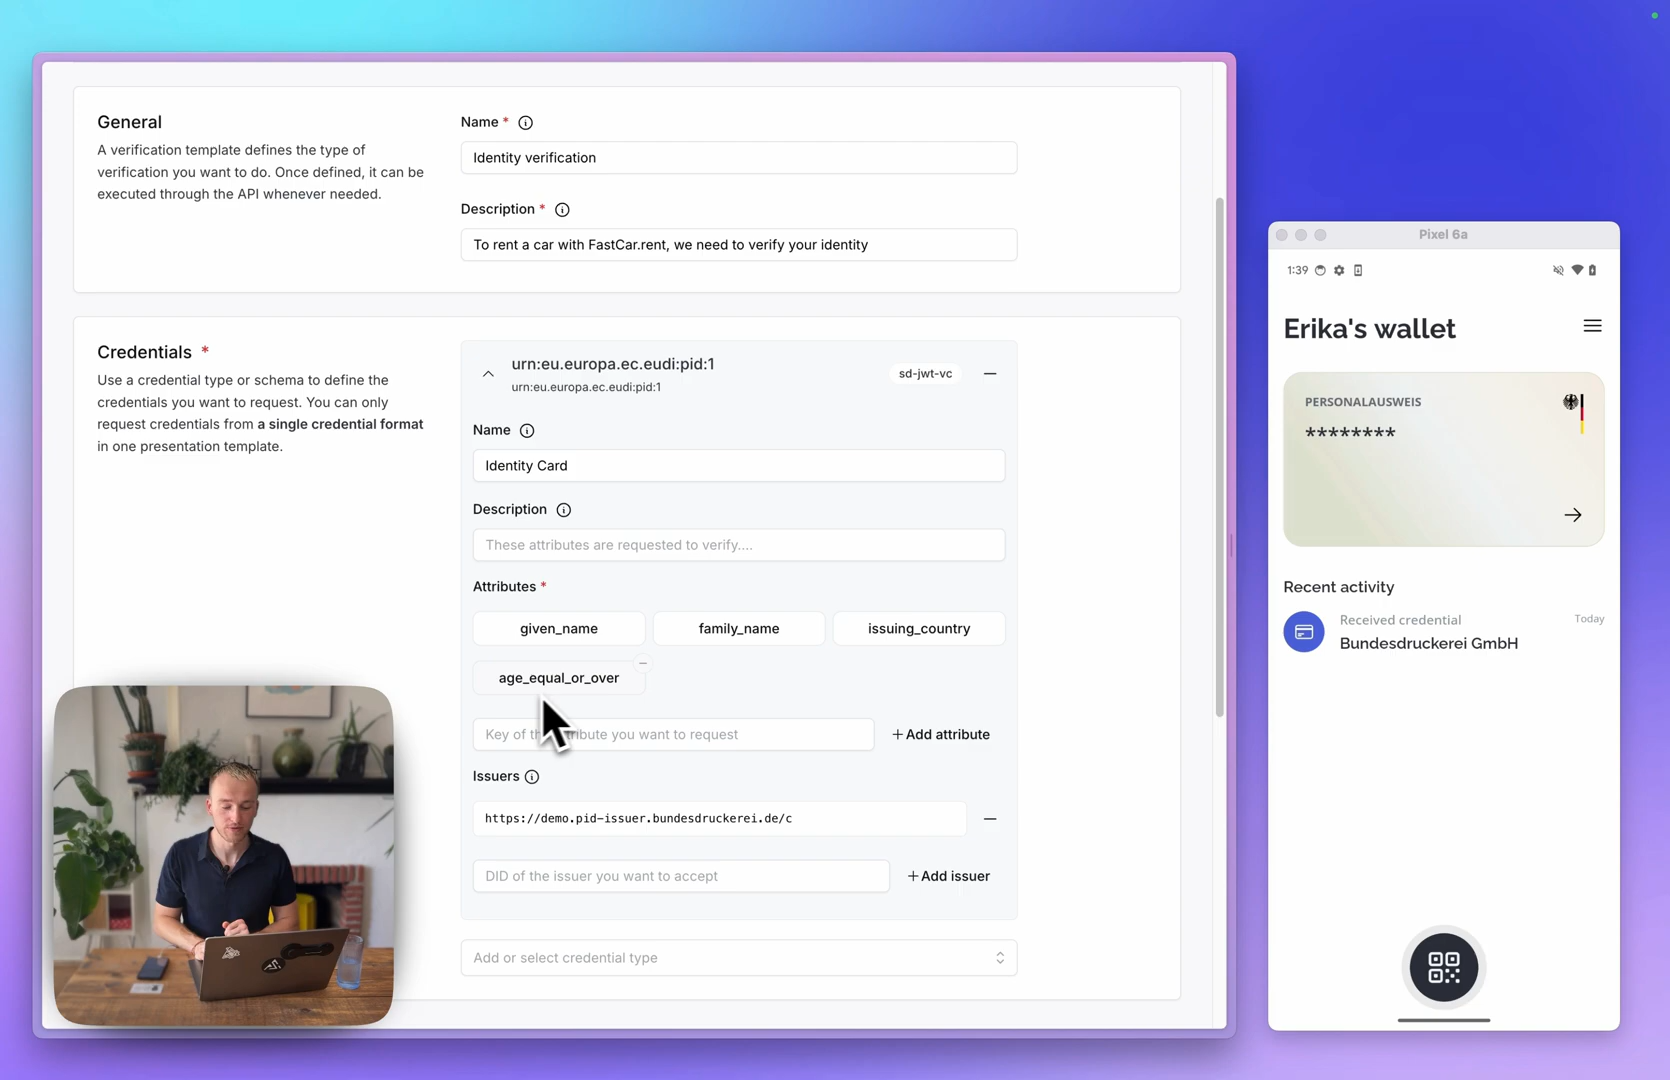 General
A verification template defines the type of
verification you want to do. Once defined, it can be
executed through the API whenever needed.
Name *
Identity verification
Description *
To rent a car with FastCar.rent, we need to verify your identity
Credentials *
Use a credential type or schema to define the
credentials you want to request. You can only
request credentials from a single credential format
in one presentation template.
urn:eu.europa.ec.eudi:pid:1
urn:eu.europa.ec.eudi:pid:1
sd-jwt-vc
Name
Identity Card
Description
These attributes are requested to verify....
Attributes *
given_name
family_name
issuing_country
age_equal_or_over
Key of th ibute you want to request
+ Add attribute
Issuers
https://demo.pid-issuer.bundesdruckerei.de/c
DID of the issuer you want to accept
+ Add issuer
Add or select credential type
Pixel 6a
1:39
Erika's wallet
PERSONALAUSWEIS
********
Recent activity
Received credential
Today
Bundesdruckerei GmbH